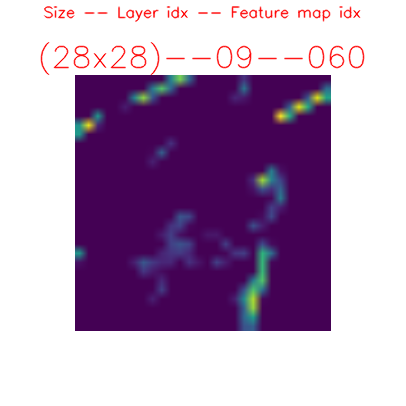 Size -- Layer idx -- Feature map idx
(28x28)--09--060